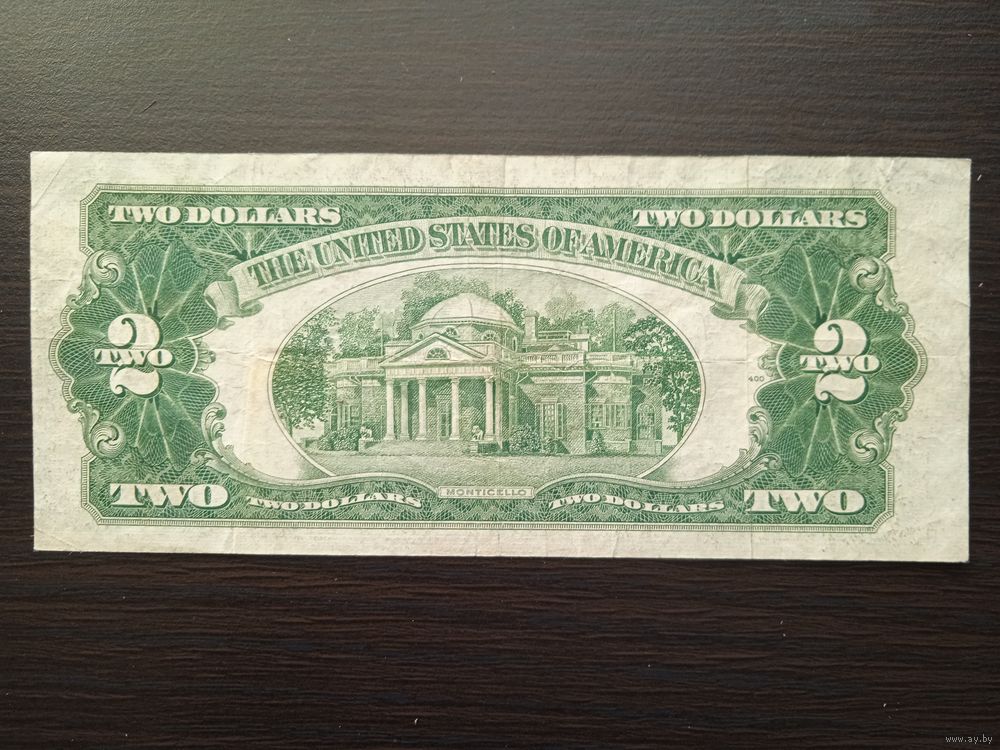 TWO DOLLARS TWO DOLLARS
THE UNITED STATES OF AMERICA
2 TWO 2 TWO
400
TWO TWO DOLLARS MONTICELLO TWO DOLLARS TWO
www.ay.by